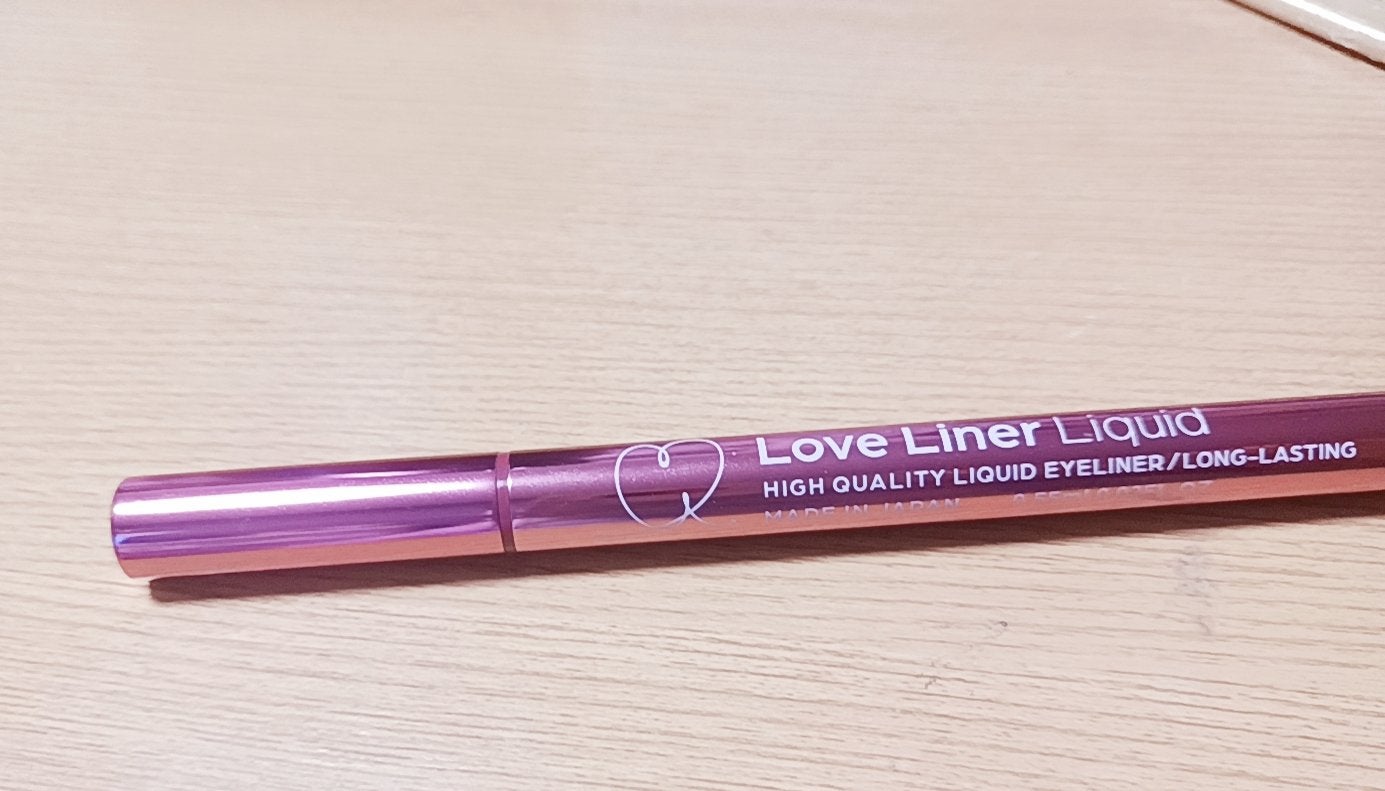 Love Liner Liquid
HIGH QUALITY LIQUID EYELINER/LONG-LASTING
MADE IN JAPAN